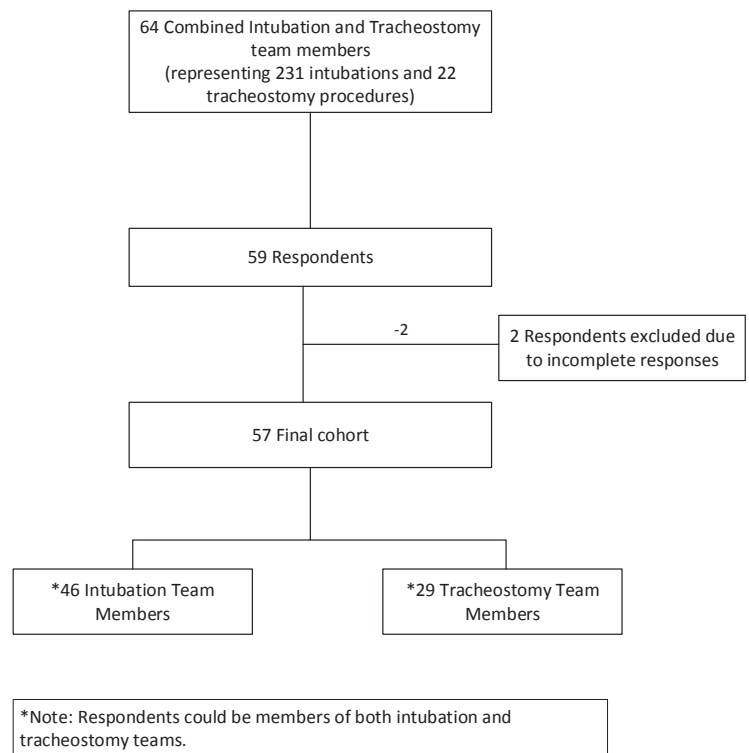 64 Combined Intubation and Tracheostomy
team members
(representing 231 intubations and 22
tracheostomy procedures)
59 Respondents
-2
2 Respondents excluded due
to incomplete responses
57 Final cohort
*46 Intubation Team
Members
*29 Tracheostomy Team
Members
*Note: Respondents could be members of both intubation and
tracheostomy teams.